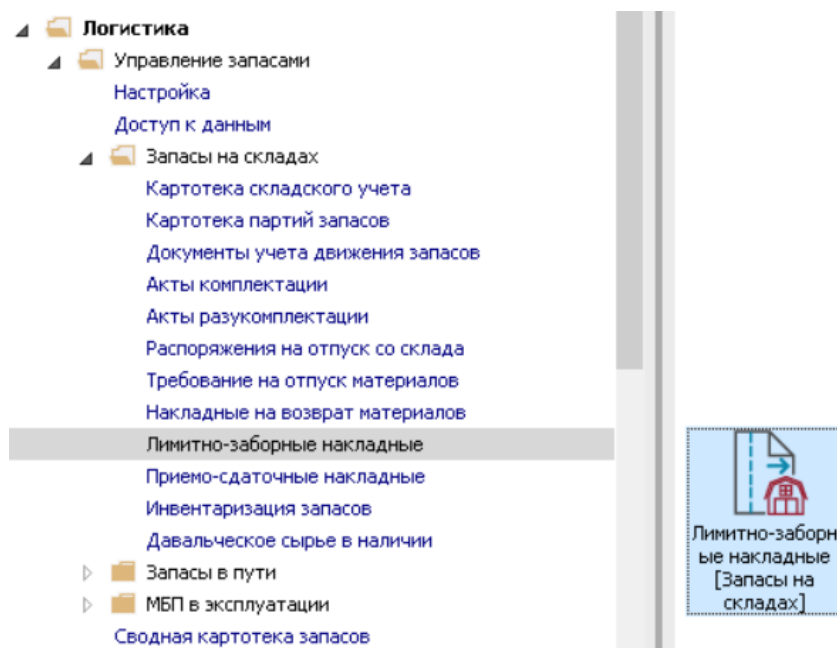 Логистика
Управление запасами
Настройка
Доступ к данным
Запасы на складах
Картотека складского учета
Картотека партий запасов
Документы учета движения запасов
Акты комплектации
Акты разукомплектации
Распоряжения на отпуск со склада
Требование на отпуск материалов
Накладные на возврат материалов
Лимитно-заборные накладные
Приемо-сдаточные накладные
Инвентаризация запасов
Давальческое сырье в наличии
Запасы в пути
МБП в эксплуатации
Сводная картотека запасов
Лимитно-заборн
ые накладные
[Запасы на
складах]